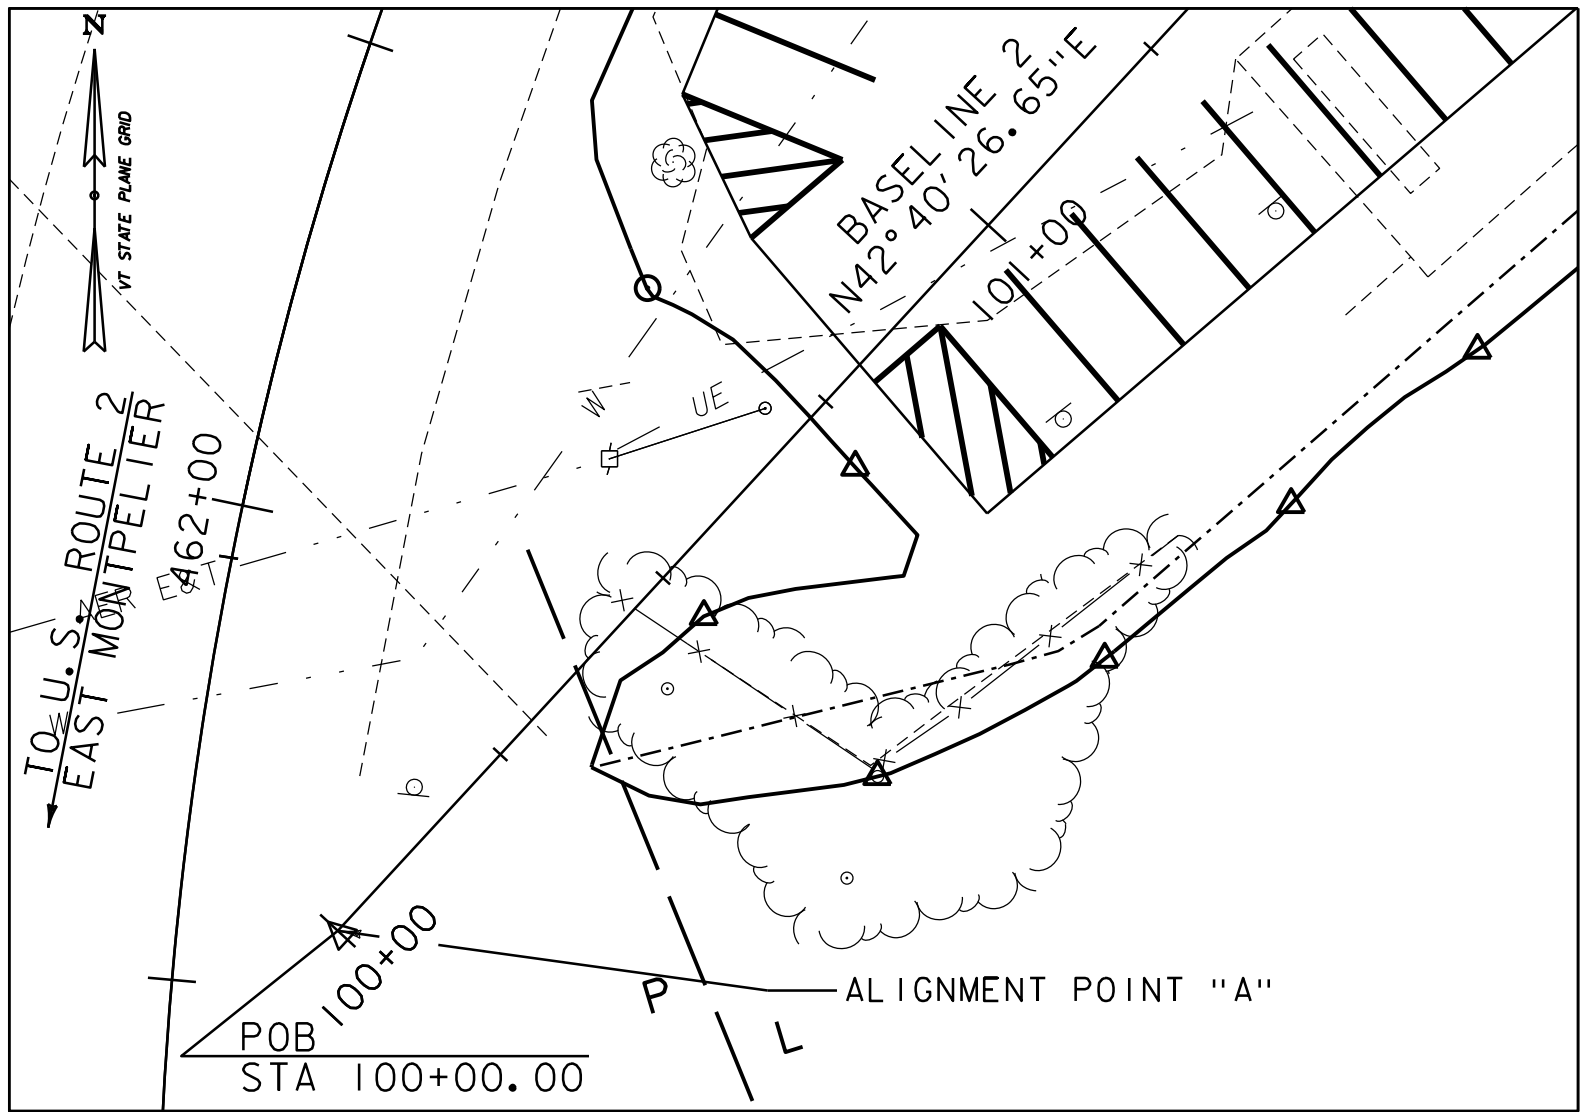 N
VT STATE PLANE GRID
BASELINE 2
N42°40'26.65"E
101+00
W
UE
TO U.S. ROUTE 2
EAST MONTPELIER
462+00
W
100+00
POB
STA 100+00.00
ALIGNMENT POINT "A"
P
L